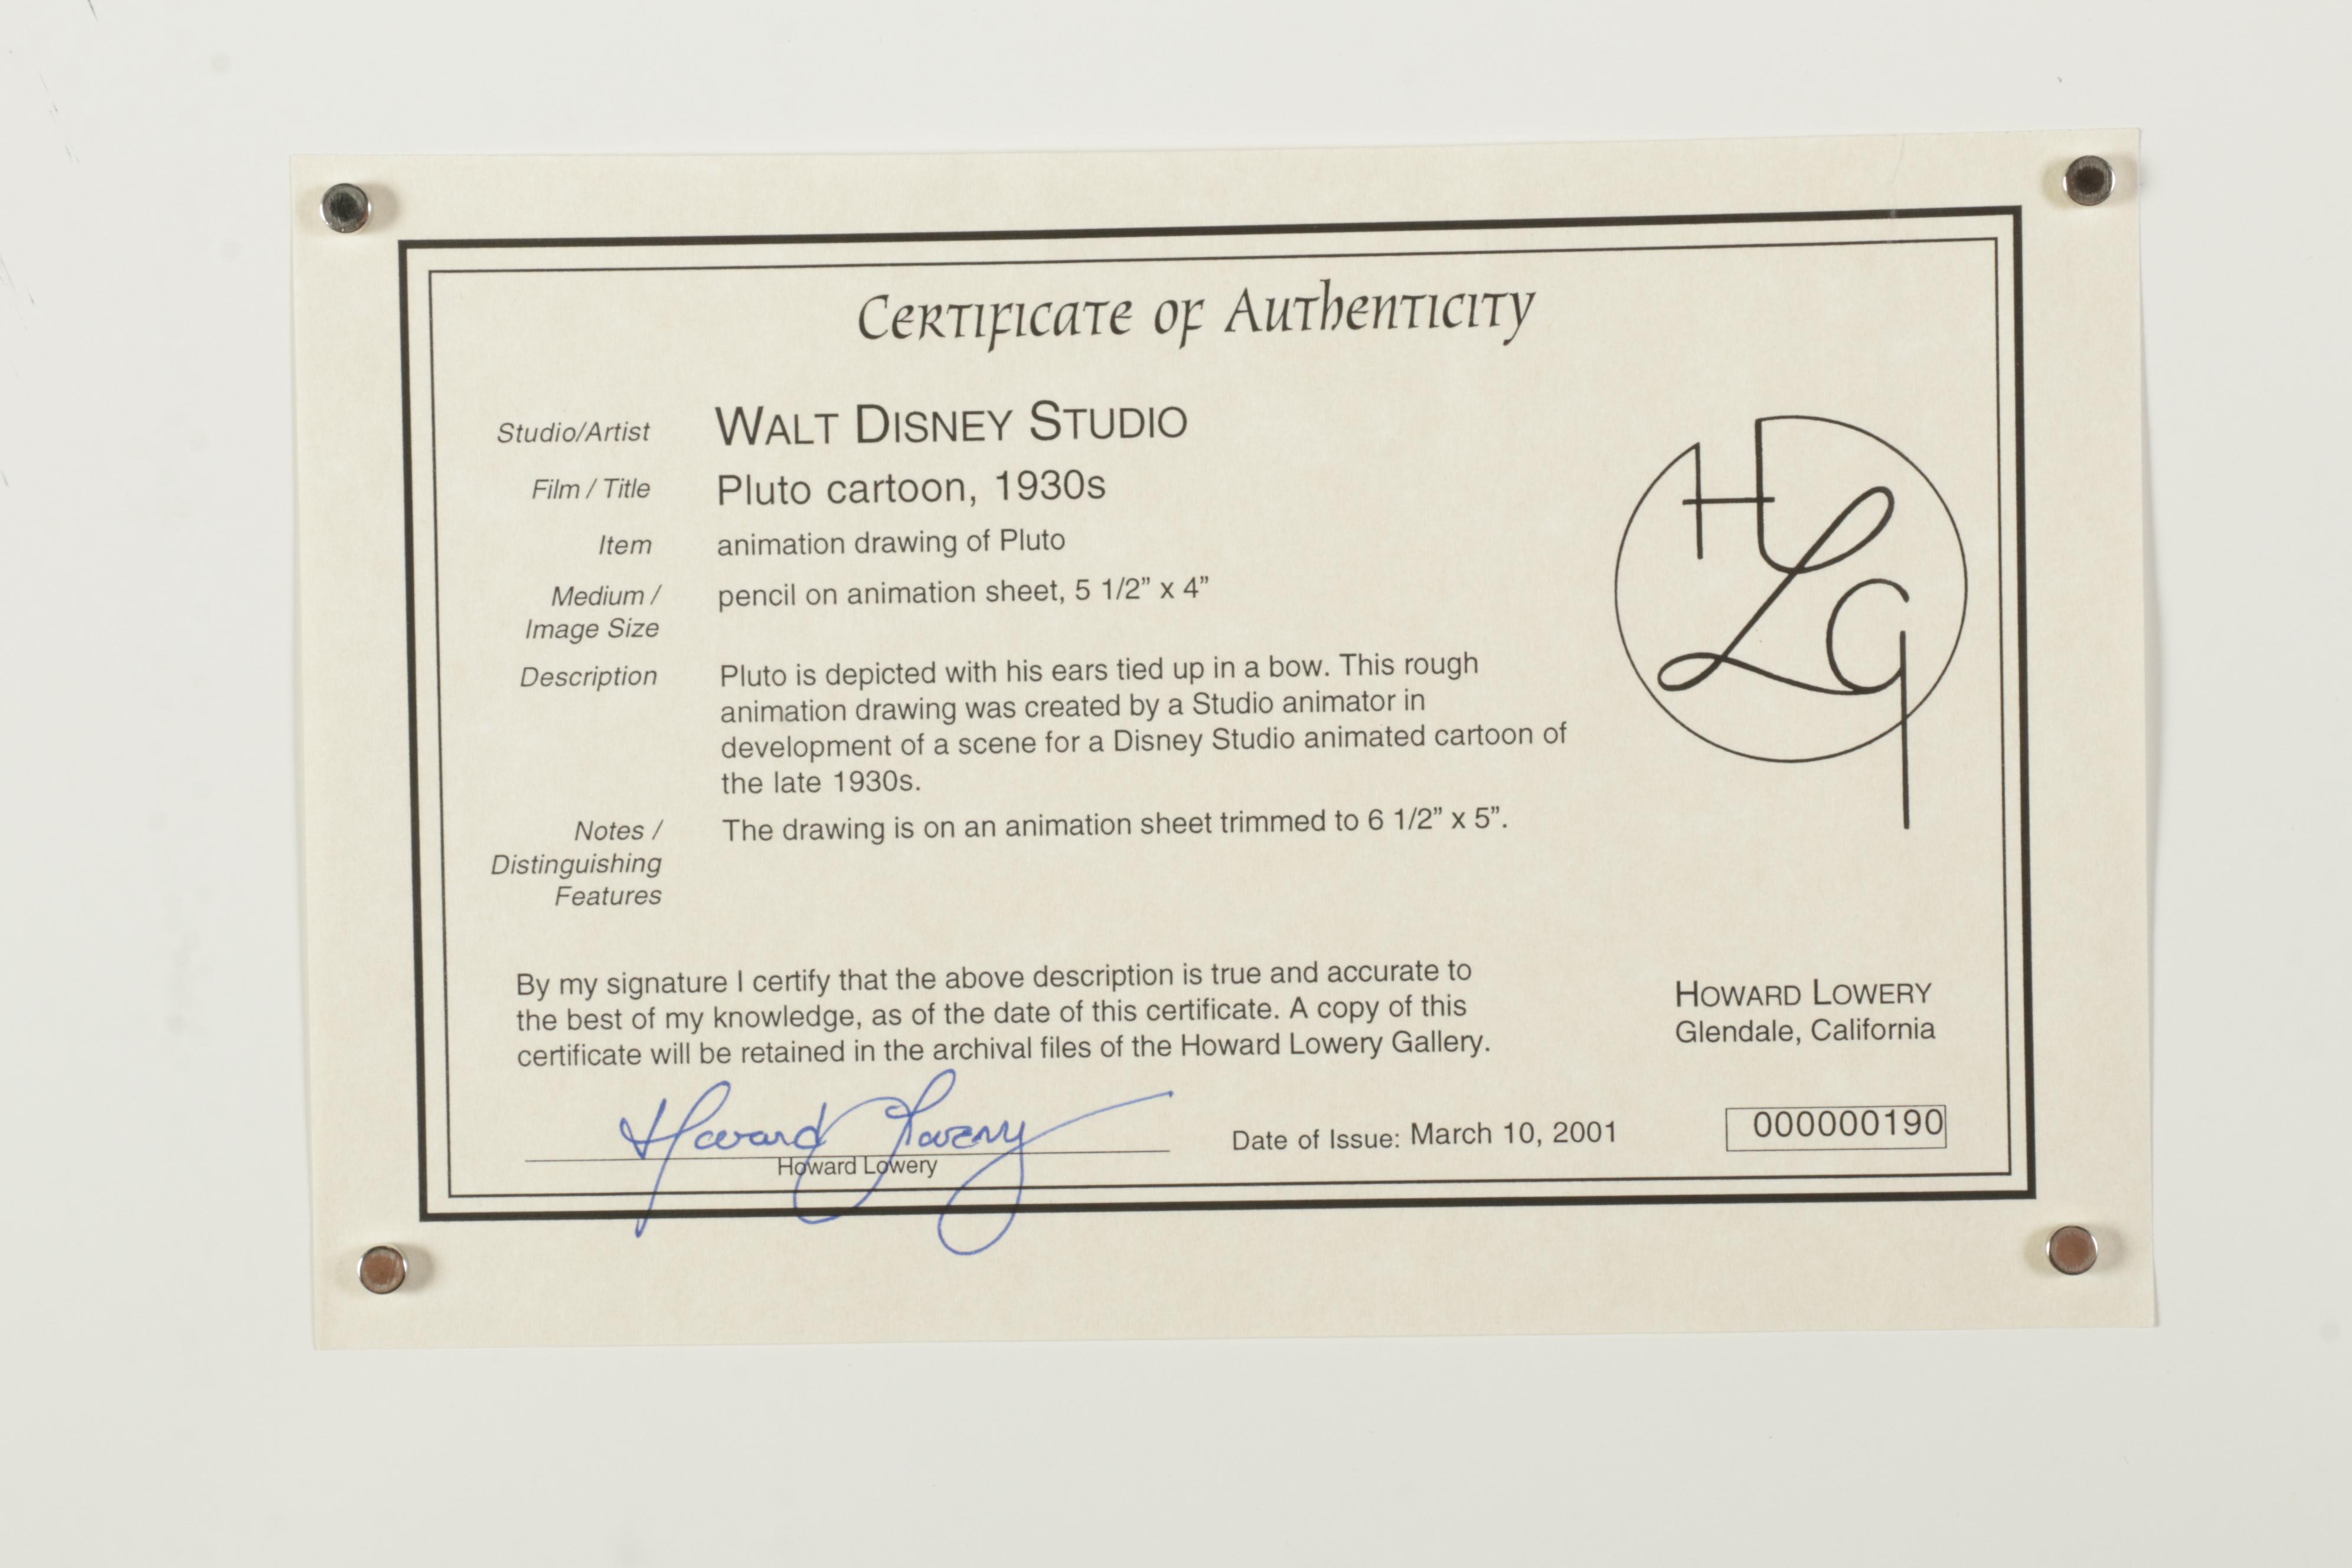 Certificate of Authenticity
Studio/Artist WALT DISNEY STUDIO
Film / Title Pluto cartoon, 1930s
Item animation drawing of Pluto
Medium / pencil on animation sheet, 5 1/2” x 4”
Image Size
Description Pluto is depicted with his ears tied up in a bow. This rough
animation drawing was created by a Studio animator in
development of a scene for a Disney Studio animated cartoon of
the late 1930s.
Notes / The drawing is on an animation sheet trimmed to 6 1/2” x 5”.
Distinguishing
Features
HLG
By my signature I certify that the above description is true and accurate to
the best of my knowledge, as of the date of this certificate. A copy of this
certificate will be retained in the archival files of the Howard Lowery Gallery.
HOWARD LOWERY
Glendale, California
Howard Lowery
Howard Lowery
Date of Issue: March 10, 2001
000000190